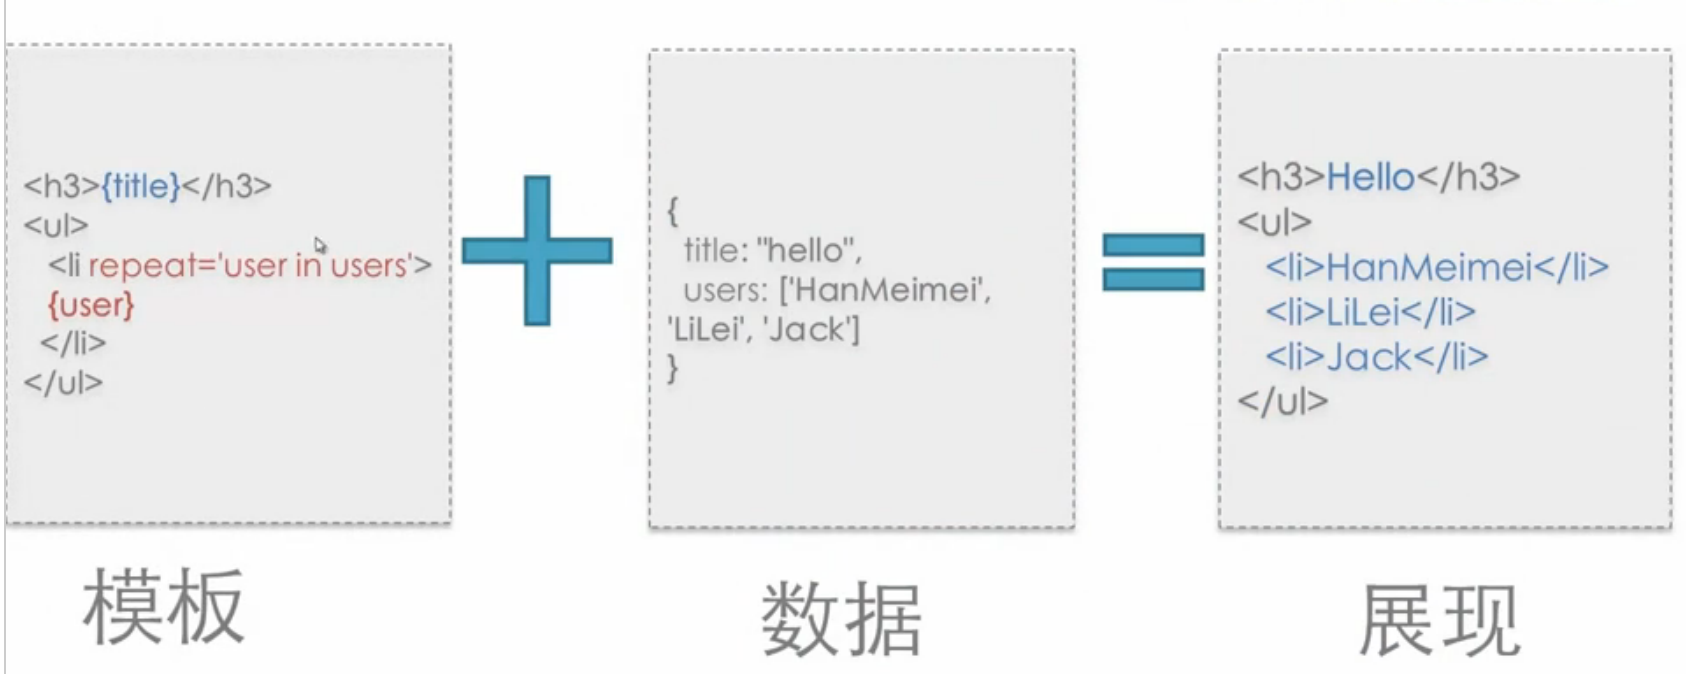 <h3>{title}</h3>
<ul>
<li repeat='user in users'>
{user}
</li>
</ul>
模板
{
title: "hello",
users: ['HanMeimei',
'LiLei', 'Jack']
}
数据
<h3>Hello</h3>
<ul>
<li>HanMeimei</li>
<li>LiLei</li>
<li>Jack</li>
</ul>
展现